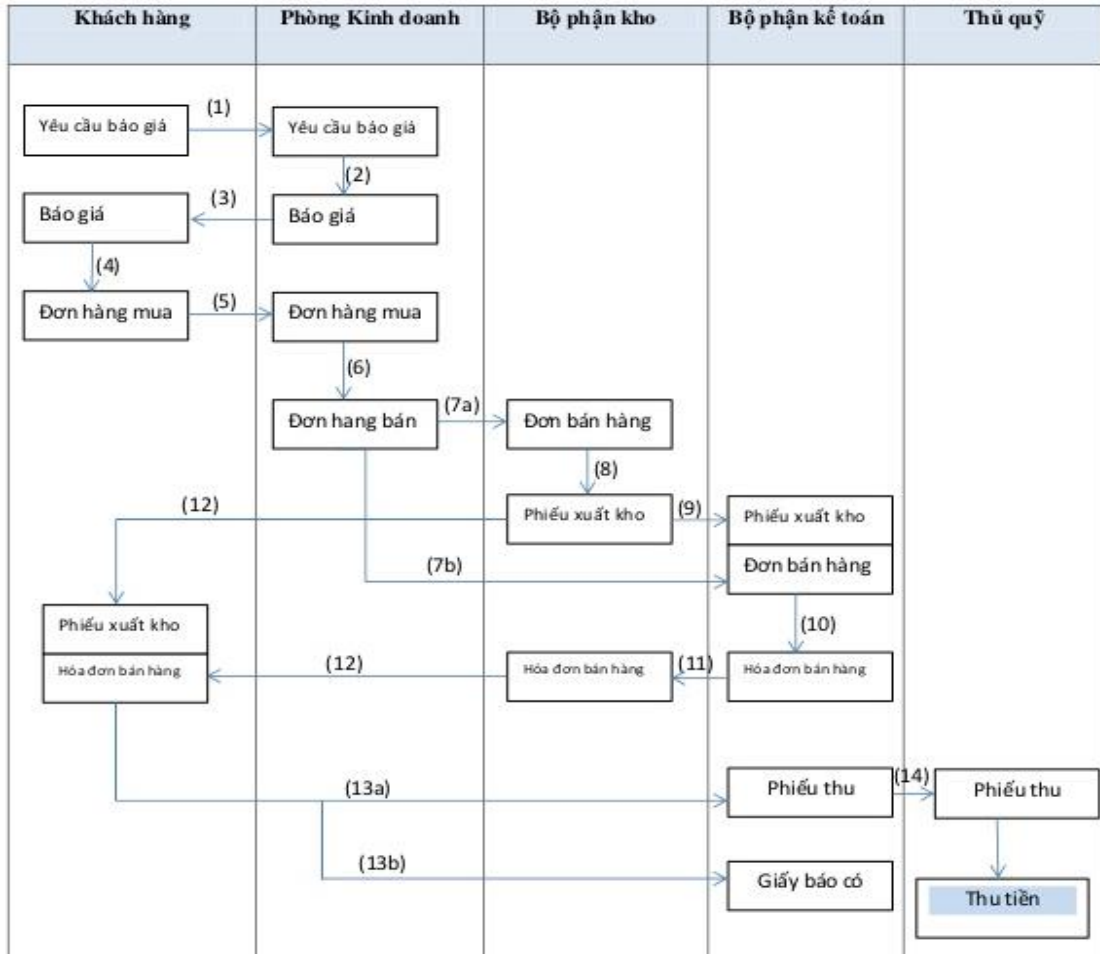 Khách hàng Phòng Kinh doanh Bộ phận kho Bộ phận kế toán Thủ quỹ
(1)
Yêu cầu báo giá Yêu cầu báo giá
(2)
(3)
Báo giá Báo giá
(4)
(5)
Đơn hàng mua Đơn hàng mua
(6)
(7a)
Đơn hang bán Đơn bán hàng
(8)
(12) (9)
Phiếu xuất kho Phiếu xuất kho
(7b) Đơn bán hàng
Phiếu xuất kho (10)
(12) (11)
Hóa đơn bán hàng Hóa đơn bán hàng Hóa đơn bán hàng
(13a) (14)
Phiếu thu Phiếu thu
(13b)
Giấy báo có
Thu tiền